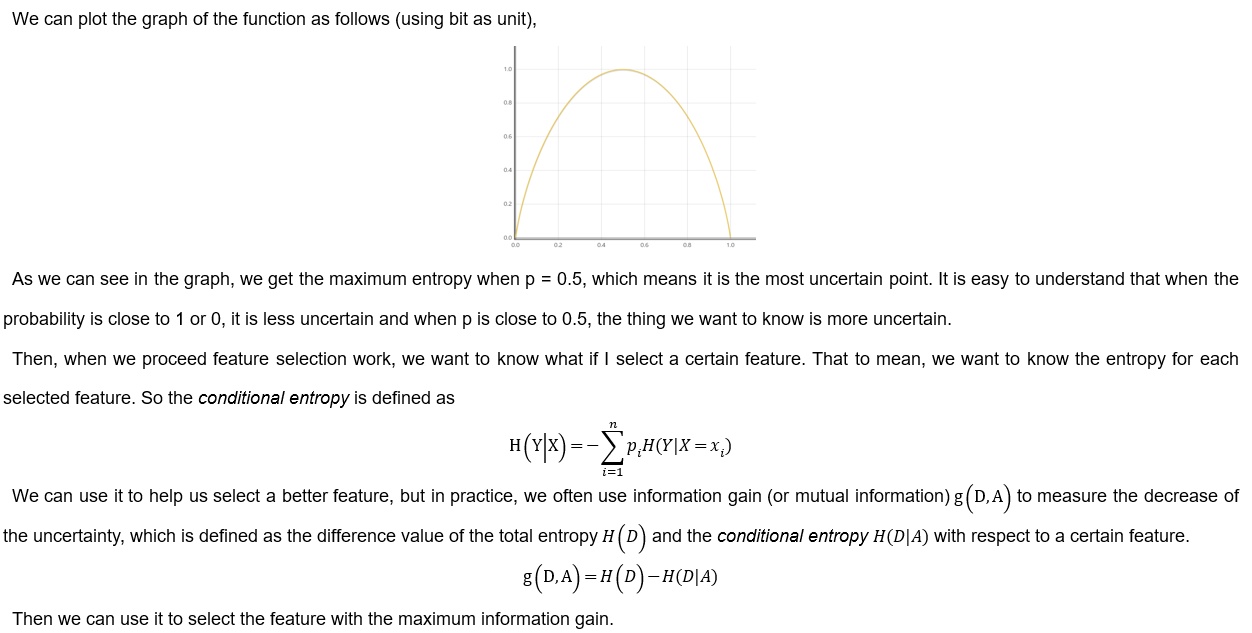 We can plot the graph of the function as follows (using bit as unit),
1.0
0.8
0.6
0.4
0.2
0.0
0.0 0.2 0.4 0.6 0.8 1.0
As we can see in the graph, we get the maximum entropy when p = 0.5, which means it is the most uncertain point. It is easy to understand that when the
probability is close to 1 or 0, it is less uncertain and when p is close to 0.5, the thing we want to know is more uncertain.
Then, when we proceed feature selection work, we want to know what if I select a certain feature. That to mean, we want to know the entropy for each
selected feature. So the conditional entropy is defined as
H(Y|X)=−∑ᵢ₌₁ⁿ pᵢH(Y|X=xᵢ)
We can use it to help us select a better feature, but in practice, we often use information gain (or mutual information) g(D,A) to measure the decrease of
the uncertainty, which is defined as the difference value of the total entropy H(D) and the conditional entropy H(D|A) with respect to a certain feature.
g(D,A)=H(D)−H(D|A)
Then we can use it to select the feature with the maximum information gain.